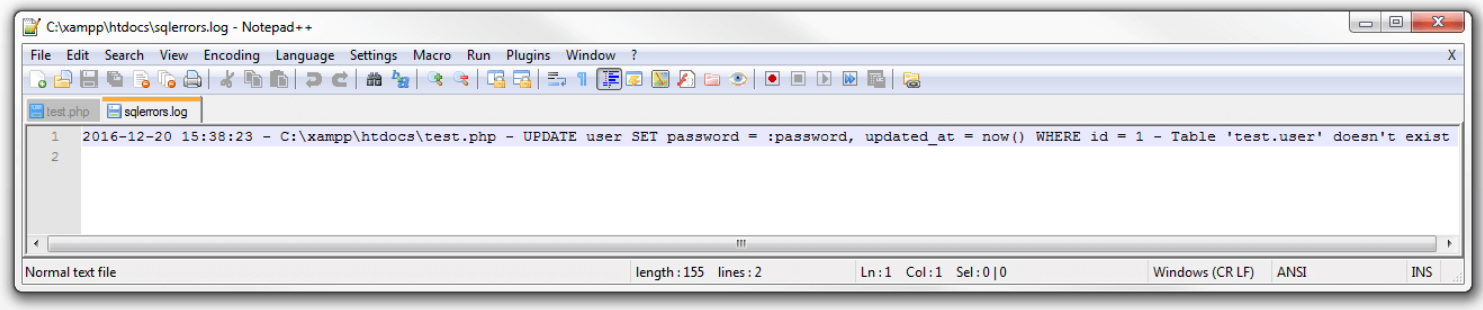 C:\xampp\htdocs\sqlerrors.log - Notepad++
File Edit Search View Encoding Language Settings Macro Run Plugins Window ? X
test.php sqlerrors.log
1 2016-12-20 15:38:23 - C:\xampp\htdocs\test.php - UPDATE user SET password = :password, updated_at = now() WHERE id = 1 - Table 'test.user' doesn't exist
2
Normal text file length : 155 lines : 2 Ln : 1 Col : 1 Sel : 0 | 0 Windows (CR LF) ANSI INS